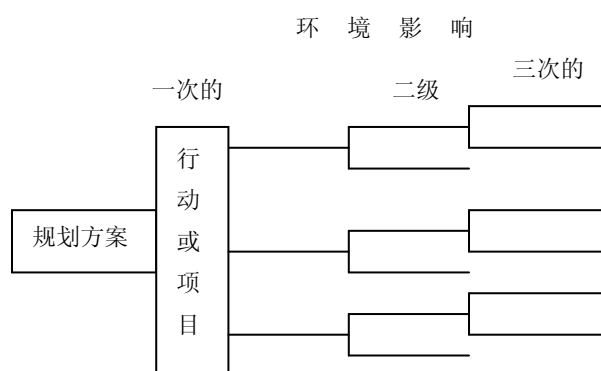 环 境 影 响
三次的
一次的
二级
行
动
或
项
目
规划方案